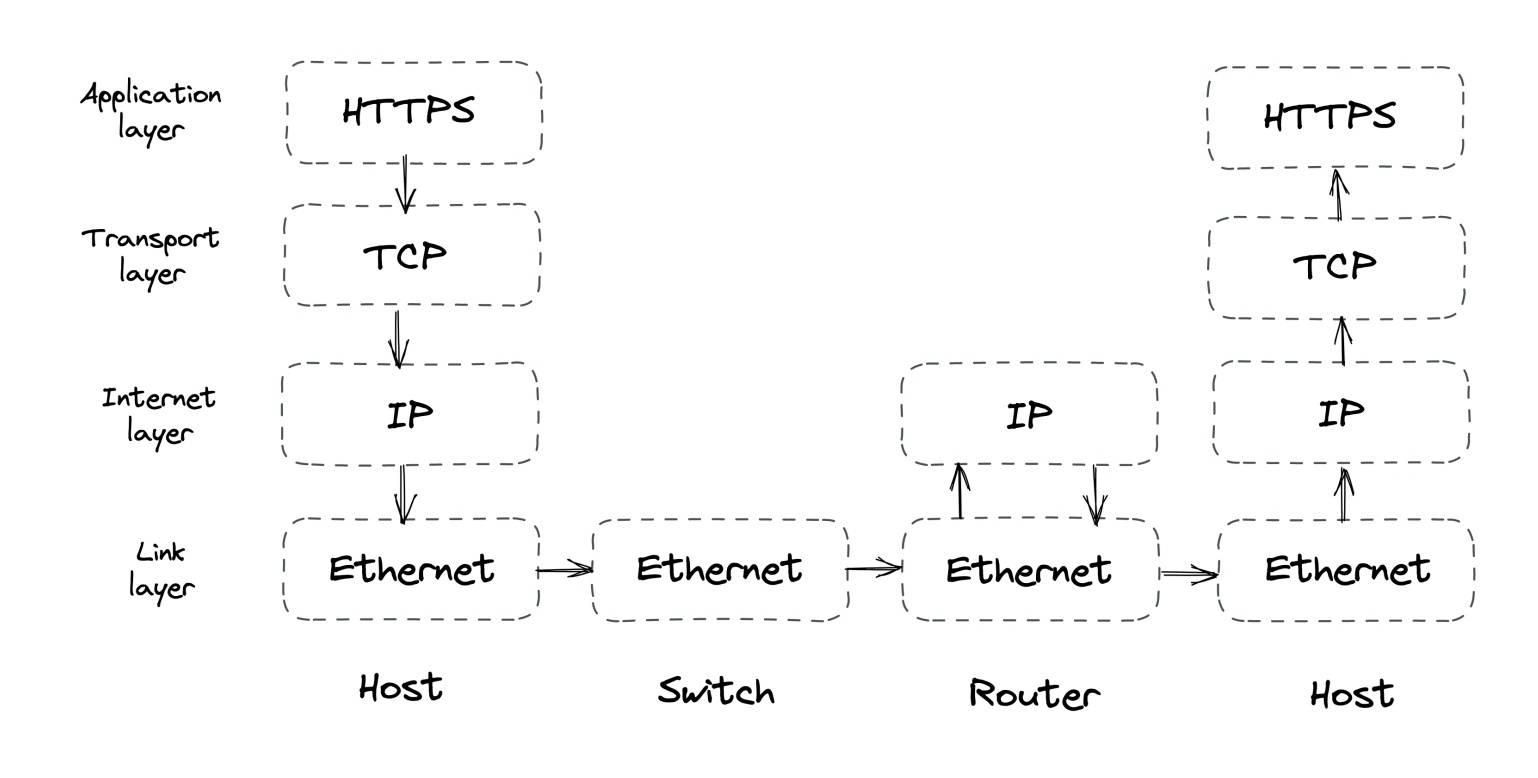 Application
layer
HTTPS
HTTPS
Transport
layer
TCP
TCP
Internet
layer
IP
IP
IP
Link
layer
Ethernet
Ethernet
Ethernet
Ethernet
Host
Switch
Router
Host